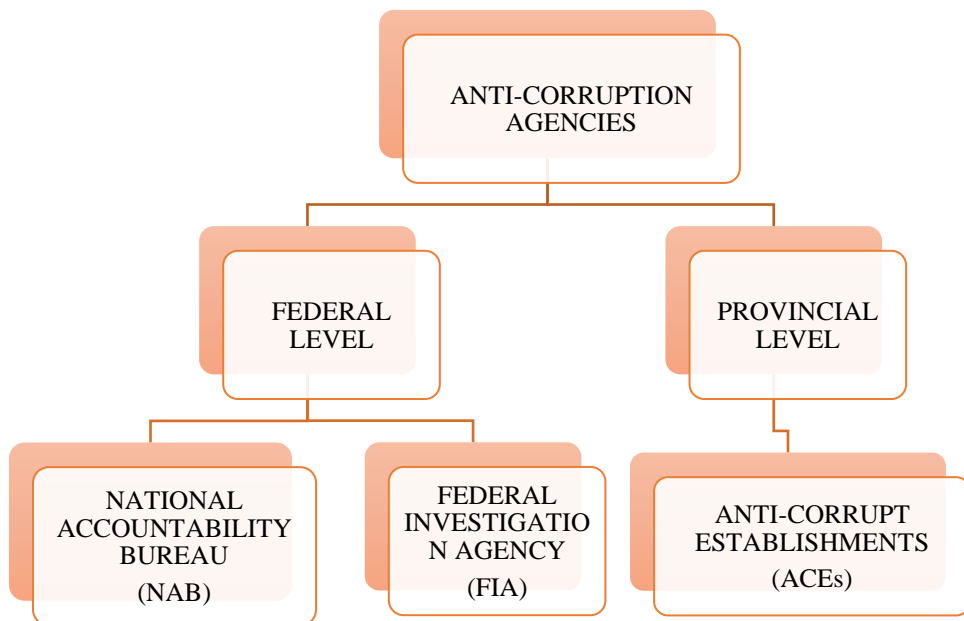 ANTI-CORRUPTION
AGENCIES
FEDERAL
LEVEL
PROVINCIAL
LEVEL
NATIONAL
ACCOUNTABILITY
BUREAU
(NAB)
FEDERAL
INVESTIGATIO
N AGENCY
(FIA)
ANTI-CORRUPT
ESTABLISHMENTS
(ACEs)